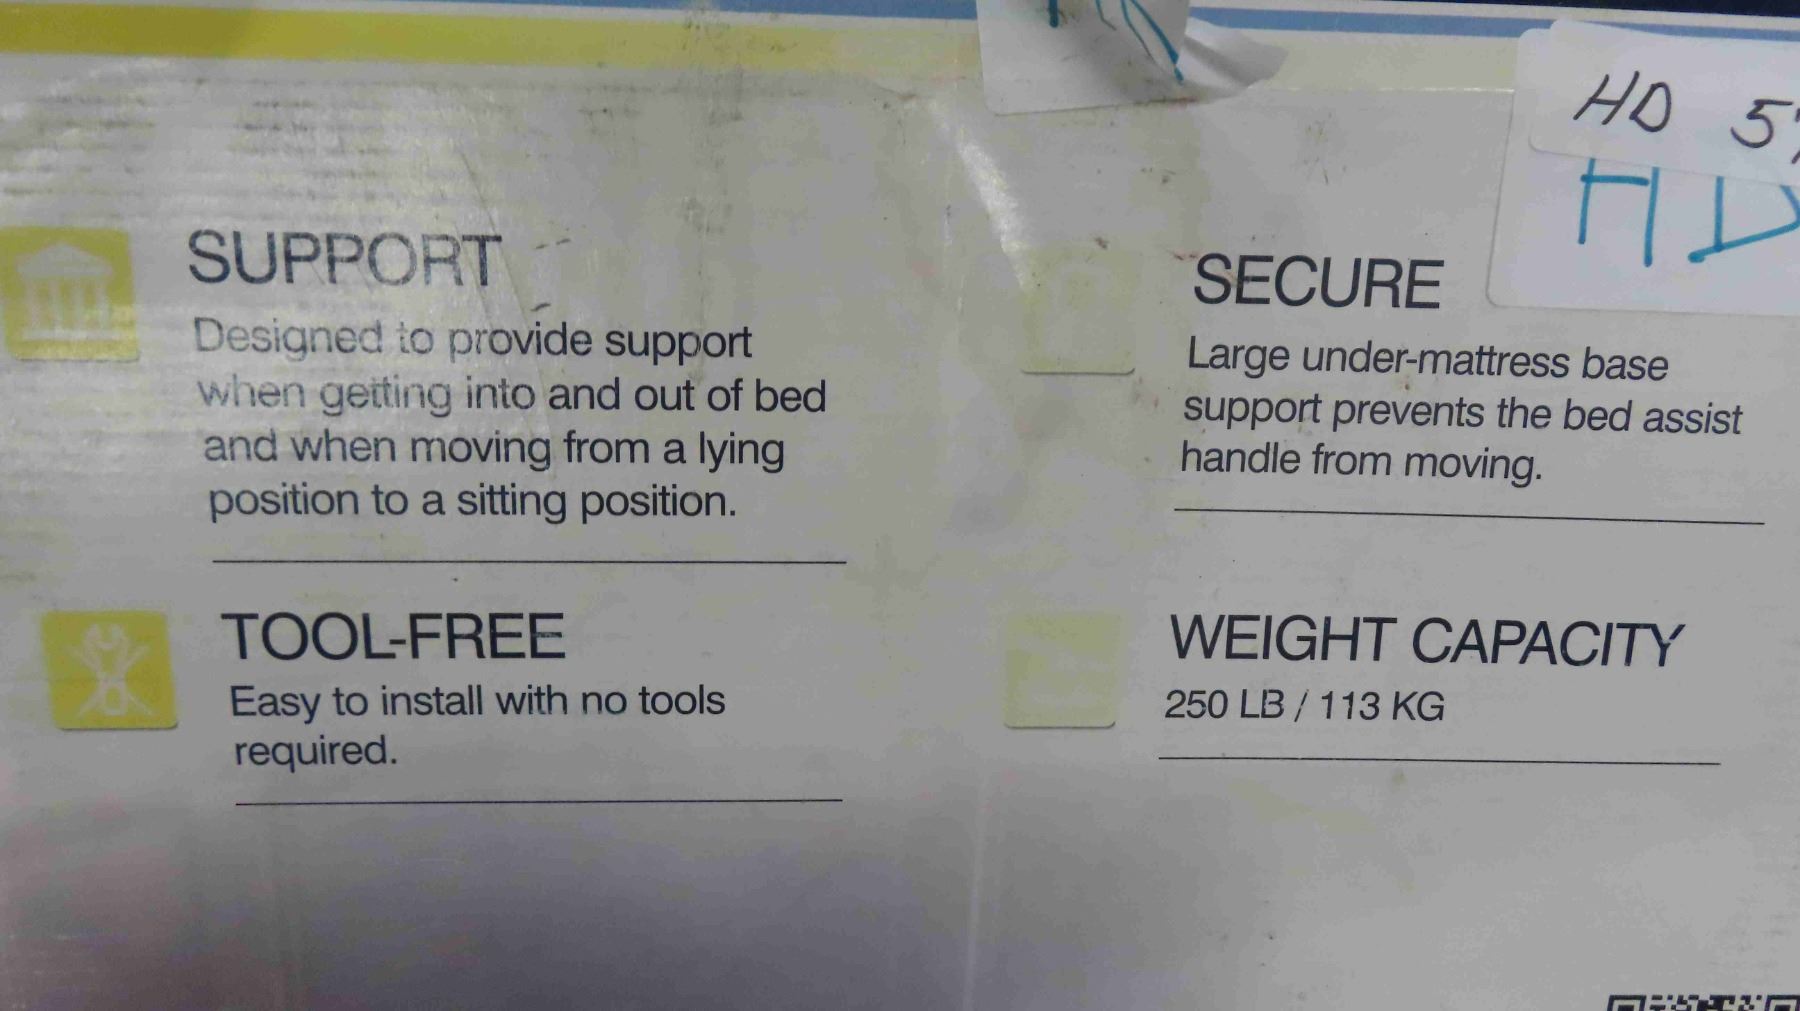 HD 5
HD
SUPPORT
Designed to provide support
when getting into and out of bed
and when moving from a lying
position to a sitting position.
SECURE
Large under-mattress base
support prevents the bed assist
handle from moving.
TOOL-FREE
Easy to install with no tools
required.
WEIGHT CAPACITY
250 LB / 113 KG